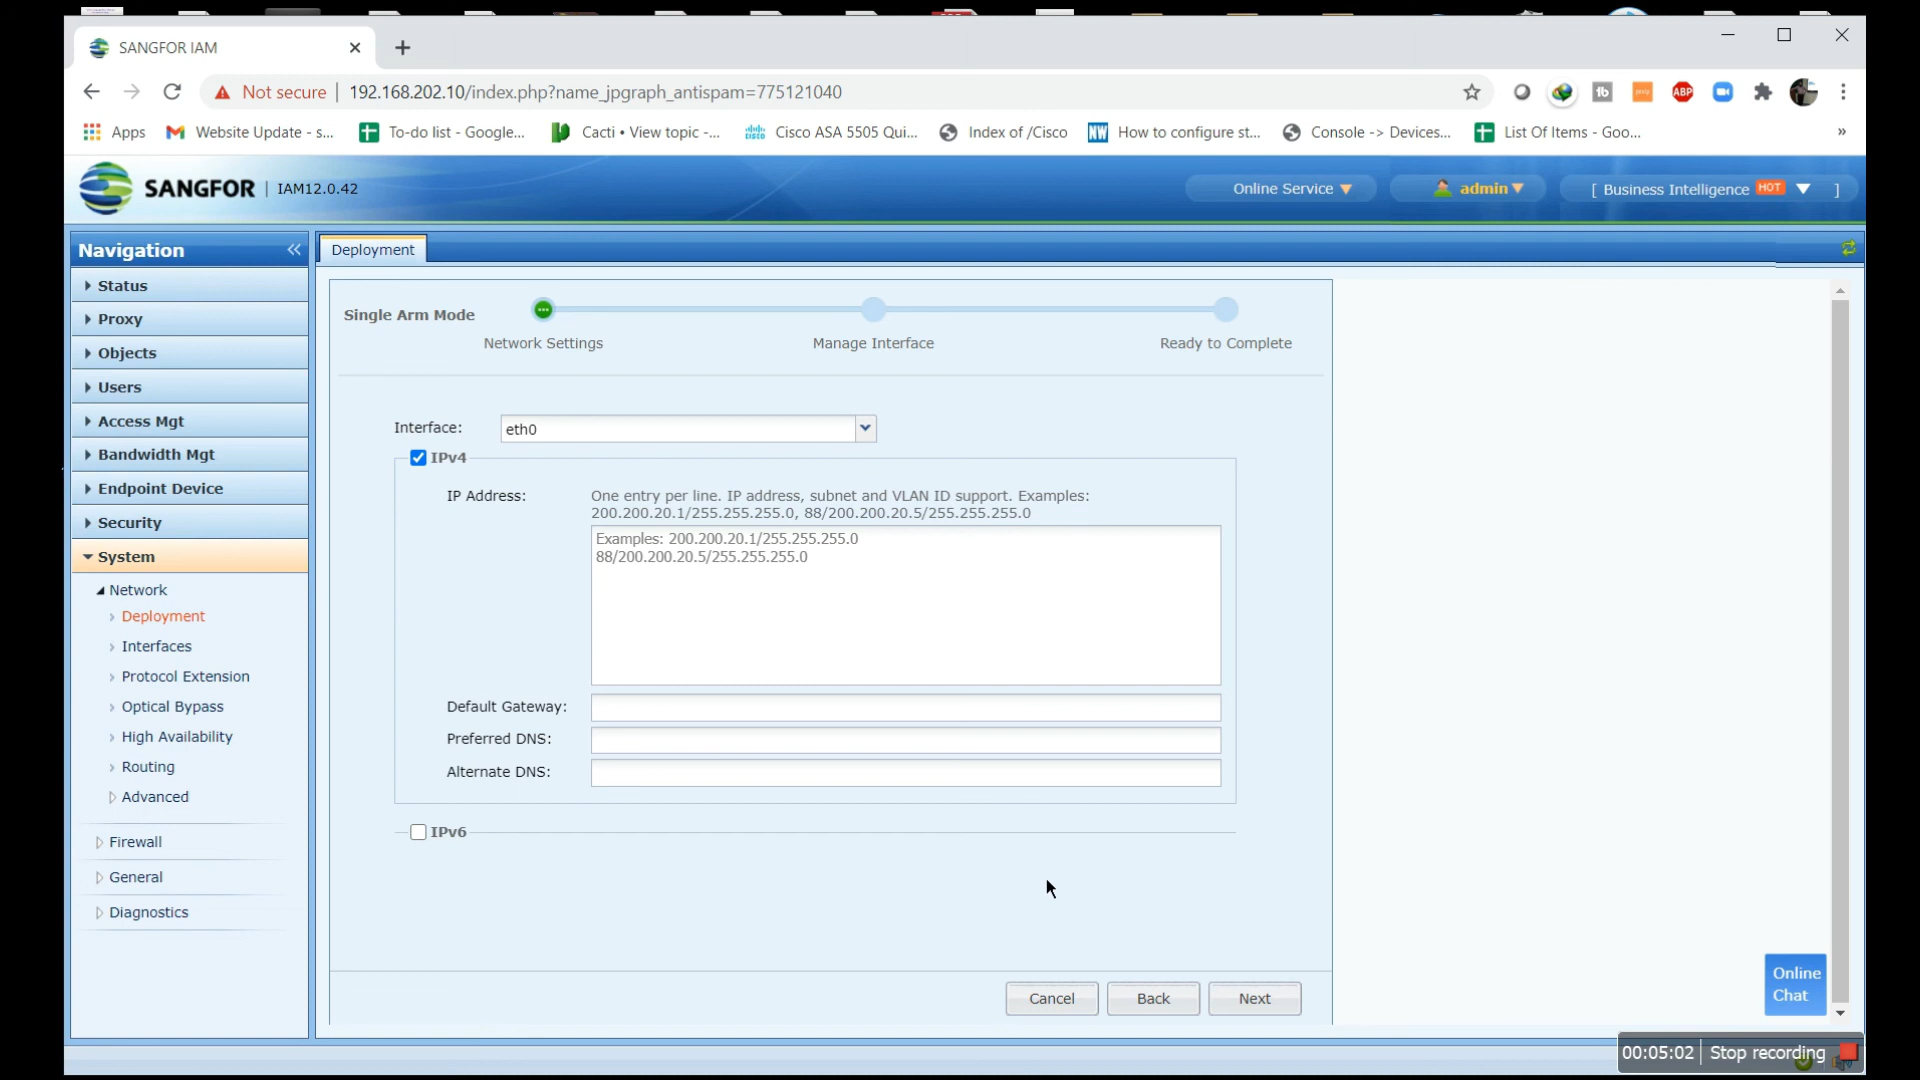 SANGFOR IAM
Not secure | 192.168.202.10/index.php?name_jpgraph_antispam=775121040
Apps
Website Update - s...
To-do list - Google...
Cacti • View topic -...
Cisco ASA 5505 Qui...
Index of /Cisco
NW How to configure st...
Console -> Devices...
List Of Items - Goo...
»
ABP
SANGFOR | IAM12.0.42
Online Service
admin
[ Business Intelligence HOT ]
Navigation
Deployment
Status
Proxy
Objects
Users
Access Mgt
Bandwidth Mgt
Endpoint Device
Security
System
Network
Deployment
Interfaces
Protocol Extension
Optical Bypass
High Availability
Routing
Advanced
Firewall
General
Diagnostics
Single Arm Mode
Network Settings
Manage Interface
Ready to Complete
Interface: eth0
IPv4
IP Address: One entry per line. IP address, subnet and VLAN ID support. Examples:
200.200.20.1/255.255.255.0, 88/200.200.20.5/255.255.255.0
Examples: 200.200.20.1/255.255.255.0
88/200.200.20.5/255.255.255.0
Default Gateway:
Preferred DNS:
Alternate DNS:
IPv6
Cancel
Back
Next
Online
Chat
00:05:02 | Stop recording